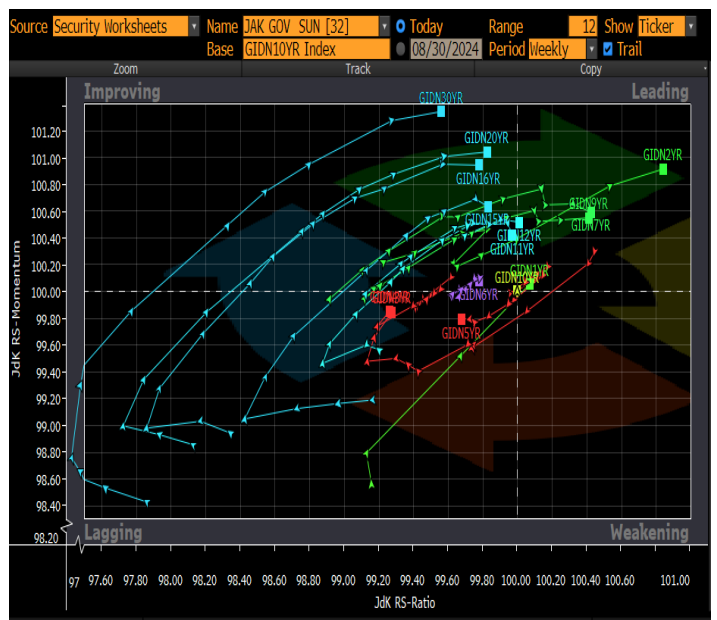 Source Security Worksheets Name JAK GOV SUN [32] Today Range 12 Show Ticker
Base GIDN10YR Index 08/30/2024 Period Weekly Trail
Zoom Track Copy
Improving Leading
GIDN30YR
GIDN20YR
GIDN2YR
GIDN16YR
GIDN9YR
GIDN15YR GIDN7YR
GIDN12YR
GIDN11YR
GIDN1YR
GIDN10YR
GIDN6YR
GIDN5YR
JdK RS-Momentum
101.20
101.00
100.80
100.60
100.40
100.20
100.00
99.80
99.60
99.40
99.20
99.00
98.80
98.60
98.40
98.20
Lagging Weakening
97 97.60 97.80 98.00 98.20 98.40 98.60 98.80 99.00 99.20 99.40 99.60 99.80 100.00 100.20 100.40 100.60 101.00
JdK RS-Ratio